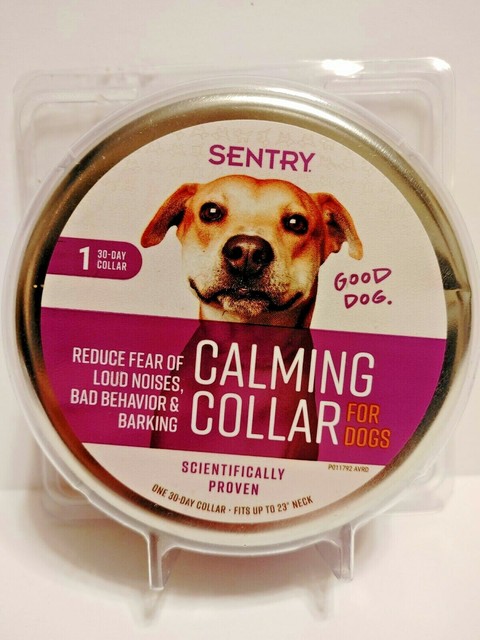 SENTRY.
1 30-DAY
COLLAR
GOOD
DOG.
REDUCE FEAR OF
LOUD NOISES,
BAD BEHAVIOR &
BARKING
CALMING
COLLAR FOR
DOGS
P011792 AVRD
SCIENTIFICALLY
PROVEN
ONE 30-DAY COLLAR · FITS UP TO 23" NECK